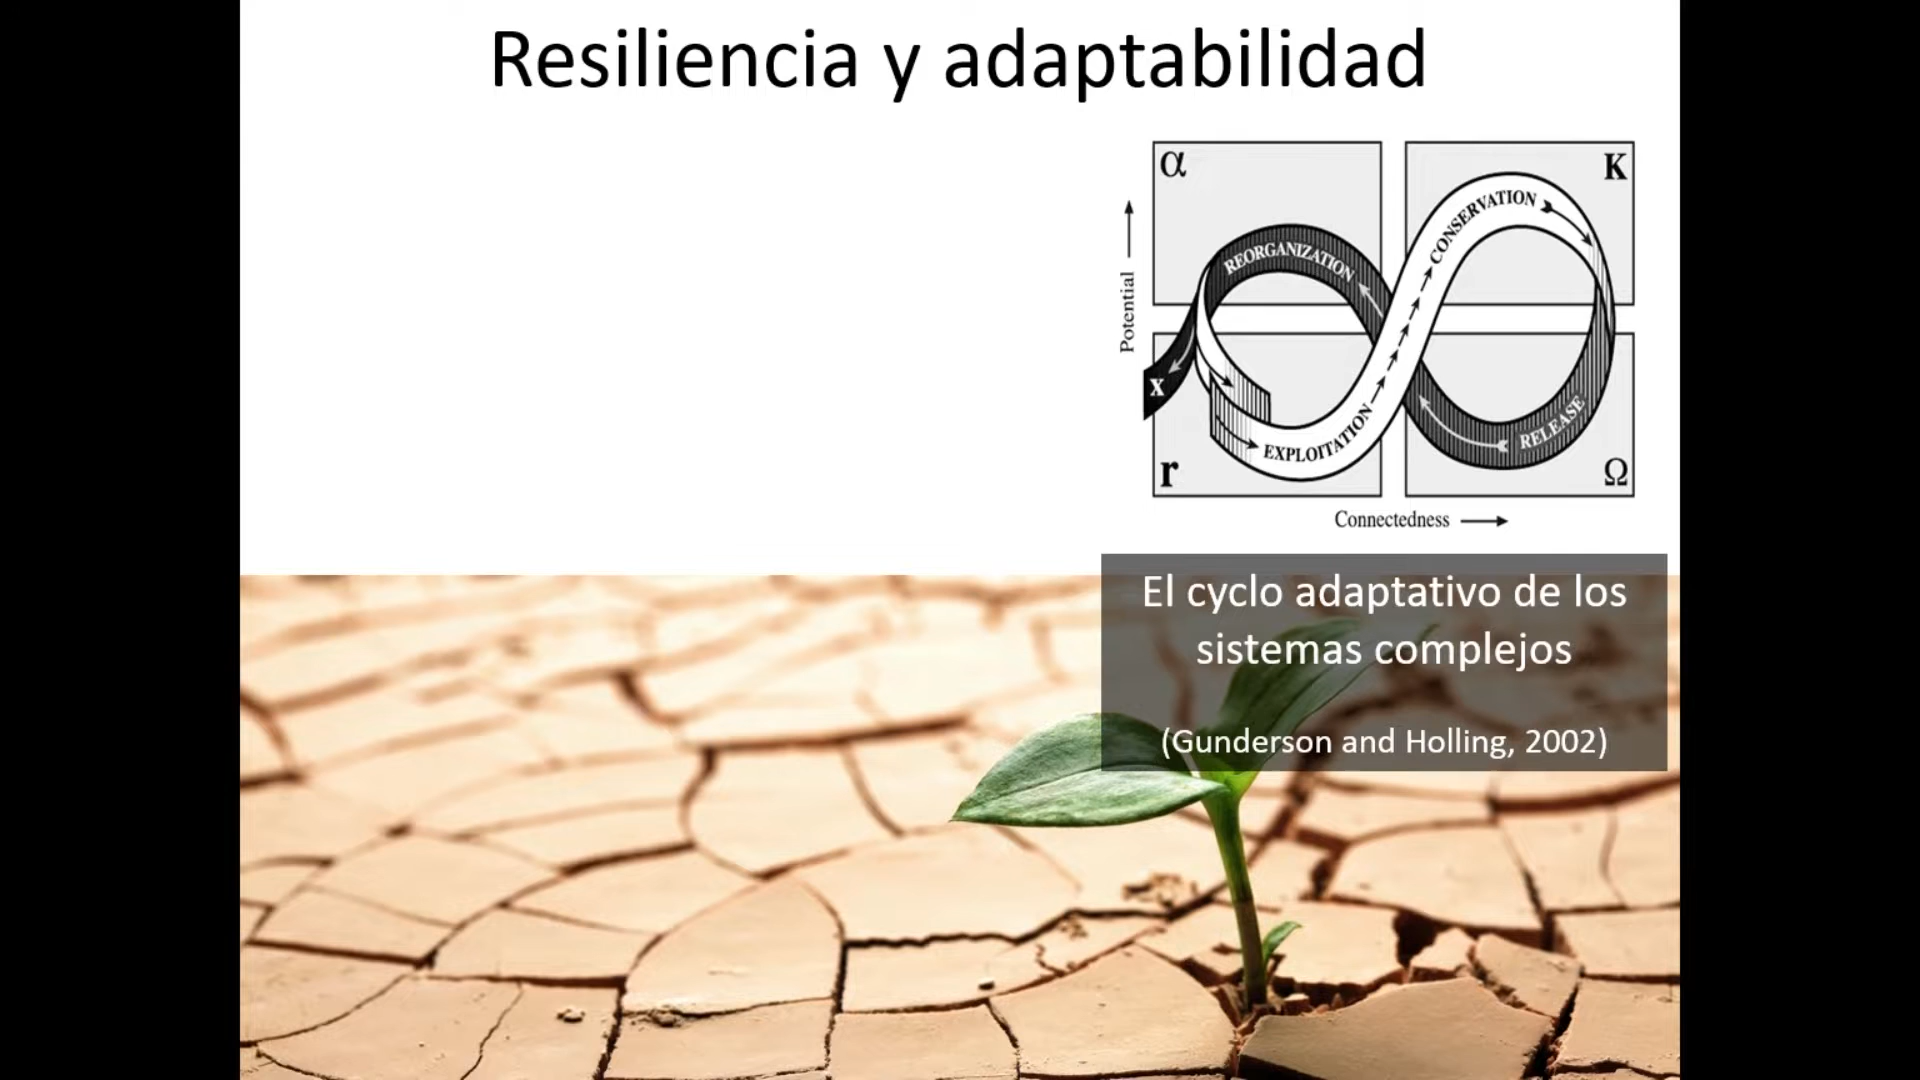 Resiliencia y adaptabilidad
α
K
REORGANIZATION
CONSERVATION
Potential
x
EXPLOITATION
RELEASE
r
Ω
Connectedness
El cyclo adaptativo de los
sistemas complejos
(Gunderson and Holling, 2002)